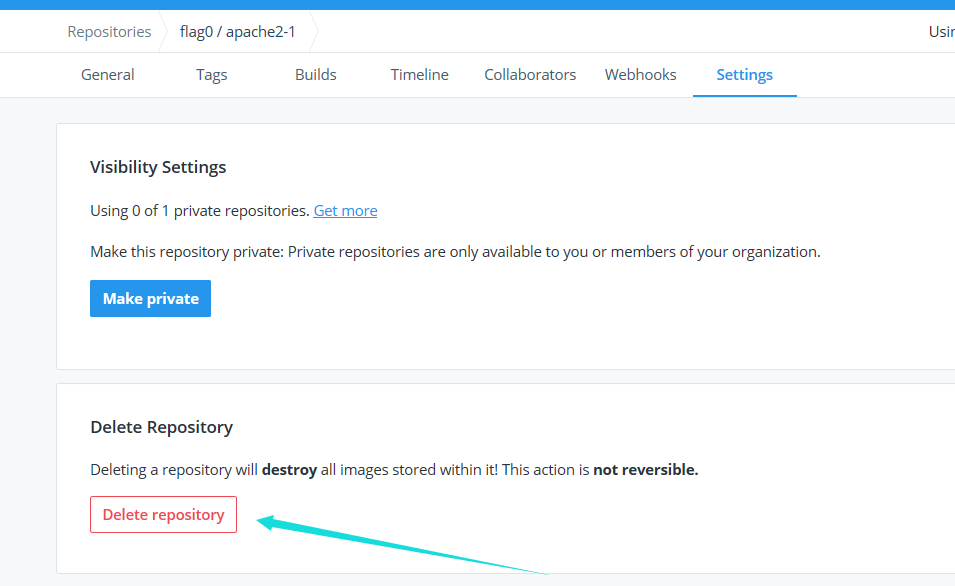 Repositories flag0 / apache2-1
General Tags Builds Timeline Collaborators Webhooks Settings
Visibility Settings
Using 0 of 1 private repositories. Get more
Make this repository private: Private repositories are only available to you or members of your organization.
Make private
Delete Repository
Deleting a repository will destroy all images stored within it! This action is not reversible.
Delete repository